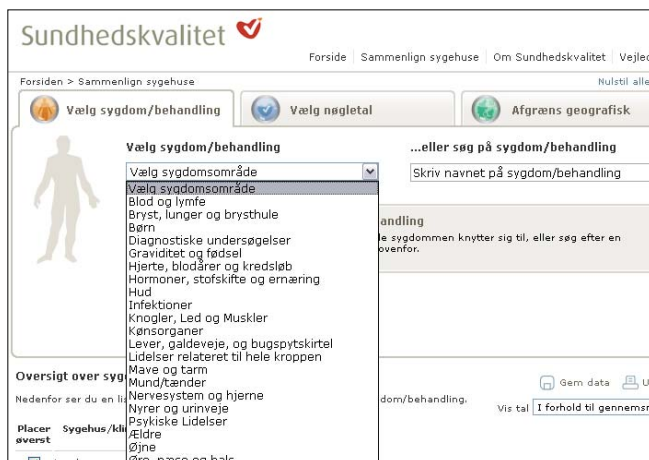 Sundhedskvalitet
Forside Sammenlign sygehuse Om Sundhedskvalitet
Forsiden > Sammenlign sygehuse
Nulstil alle
Vælg sygdom/behandling
Vælg nøgletal
Afgræns geografisk
Vælg sygdom/behandling
...eller søg på sygdom/behandling
Vælg sygdomsområde
Skriv navnet på sygdom/behandling
Vælg sygdomsområde
Blod og lymfe
Bryst, lunger og brysthule
Børn
Diagnostiske undersøgelser
Graviditet og fødsel
Hjerte, blodårer og kredsløb
Hormoner, stofskifte og ernæring
Hud
Infektioner
Knogler, Led og Muskler
Kønsorganer
Lever, galdeveje, og bugspytskirtel
Lidelser relateret til hele kroppen
Mave og tarm
Mund/tænder
Nervesystem og hjerne
Nyrer og urinveje
Psykiske Lidelser
Ældre
Øjne
Øre, næse og hals
andling
le sygdommen knytter sig til, eller søg efter en
ovenfor.
Oversigt over syg
Gem data U
Nedenfor ser du en lis
dom/behandling.
Vis tal I forhold til gennemsn
Placer Sygehus/kli
øverst